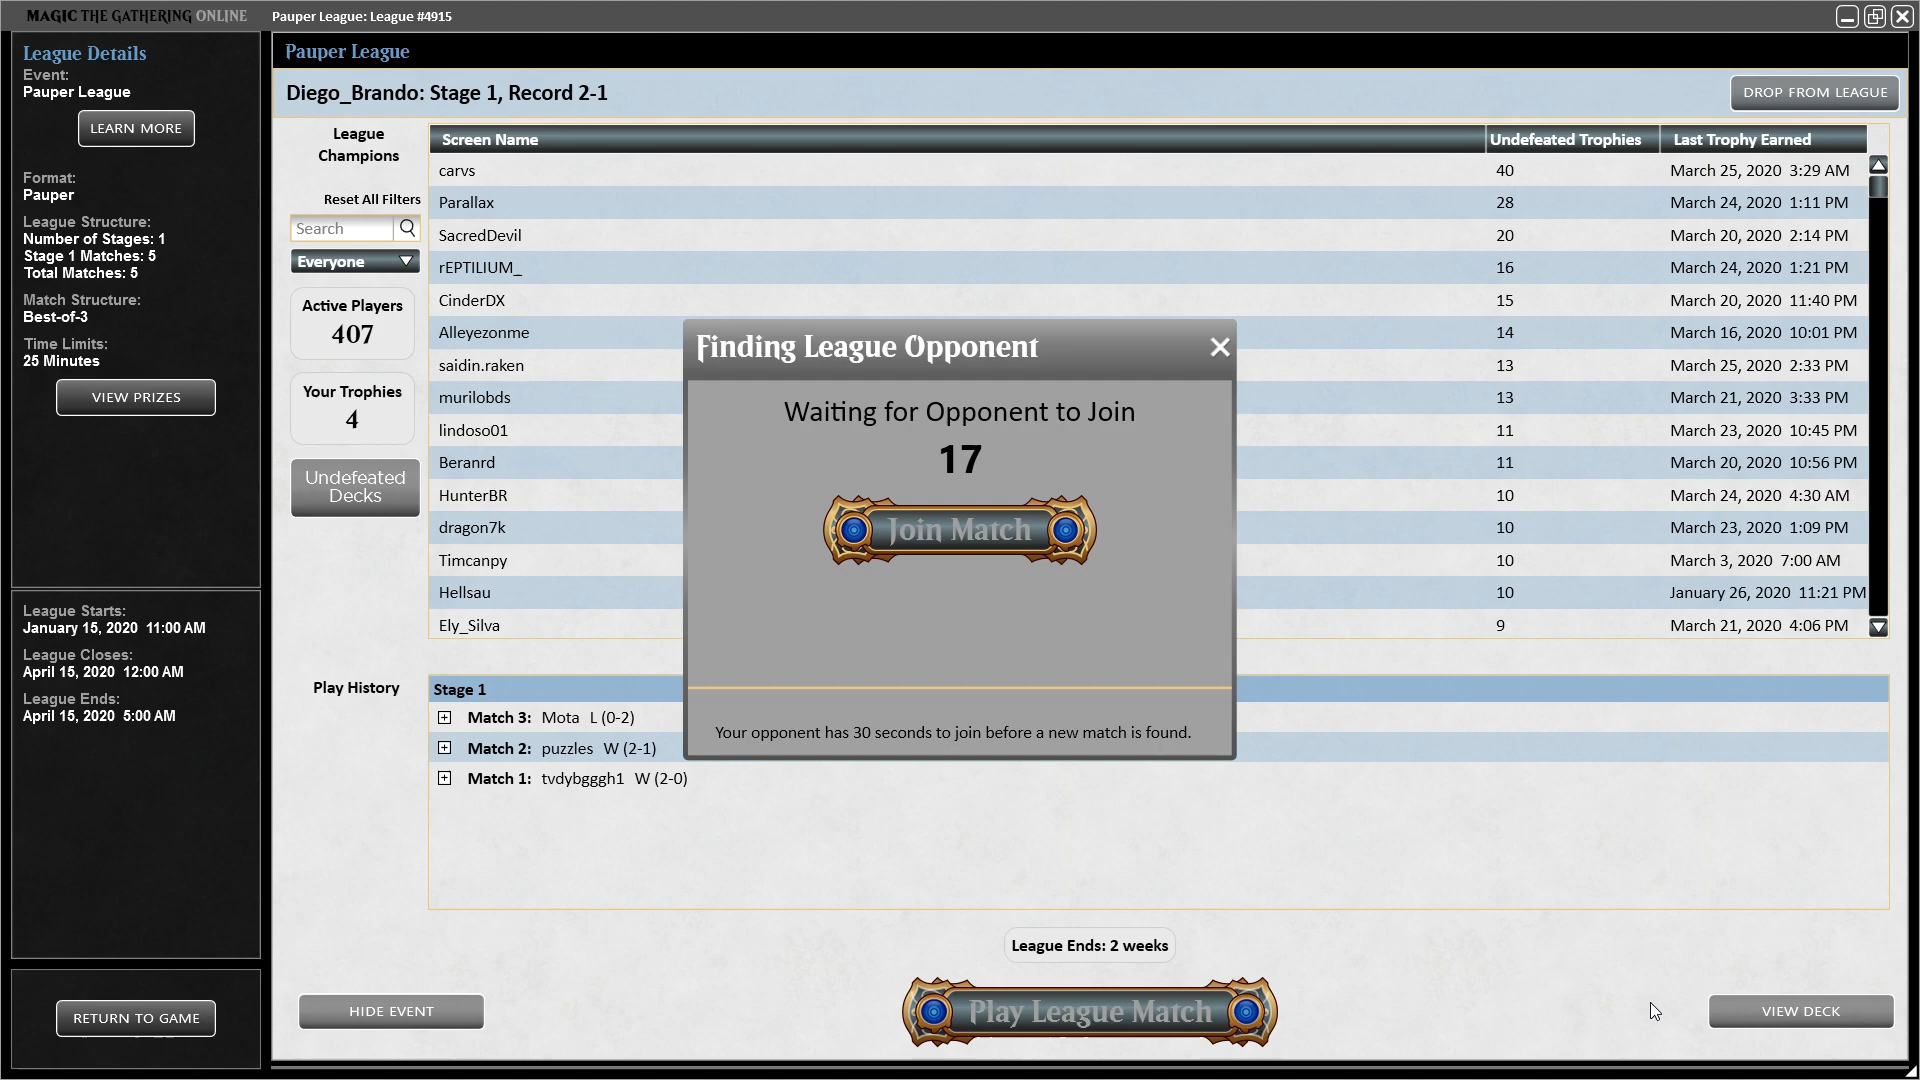 MAGIC THE GATHERING ONLINE
Pauper League: League #4915
League Details
Event:
Pauper League
LEARN MORE
Format:
Pauper
League Structure:
Number of Stages: 1
Stage 1 Matches: 5
Total Matches: 5
Match Structure:
Best-of-3
Time Limits:
25 Minutes
VIEW PRIZES
League Starts:
January 15, 2020 11:00 AM
League Closes:
April 15, 2020 12:00 AM
League Ends:
April 15, 2020 5:00 AM
RETURN TO GAME
Pauper League
Diego_Brando: Stage 1, Record 2-1
DROP FROM LEAGUE
League
Champions
Reset All Filters
Search
Everyone
Active Players
407
Your Trophies
4
Undefeated
Decks
Screen Name Undefeated Trophies Last Trophy Earned
carvs 40 March 25, 2020 3:29 AM
Parallax 28 March 24, 2020 1:11 PM
SacredDevil 20 March 20, 2020 2:14 PM
rEPTILIUM_ 16 March 24, 2020 1:21 PM
CinderDX 15 March 20, 2020 11:40 PM
Alleyezonme 14 March 16, 2020 10:01 PM
saidin.raken 13 March 25, 2020 2:33 PM
murilobds 13 March 21, 2020 3:33 PM
lindoso01 11 March 23, 2020 10:45 PM
Beranrd 11 March 20, 2020 10:56 PM
HunterBR 10 March 24, 2020 4:30 AM
dragon7k 10 March 23, 2020 1:09 PM
Timcanpy 10 March 3, 2020 7:00 AM
Hellsau 10 January 26, 2020 11:21 PM
Ely_Silva 9 March 21, 2020 4:06 PM
Finding League Opponent
Waiting for Opponent to Join
17
Join Match
Your opponent has 30 seconds to join before a new match is found.
Play History
Stage 1
Match 3: Mota L (0-2)
Match 2: puzzles W (2-1)
Match 1: tvdybgggh1 W (2-0)
League Ends: 2 weeks
HIDE EVENT
Play League Match
VIEW DECK